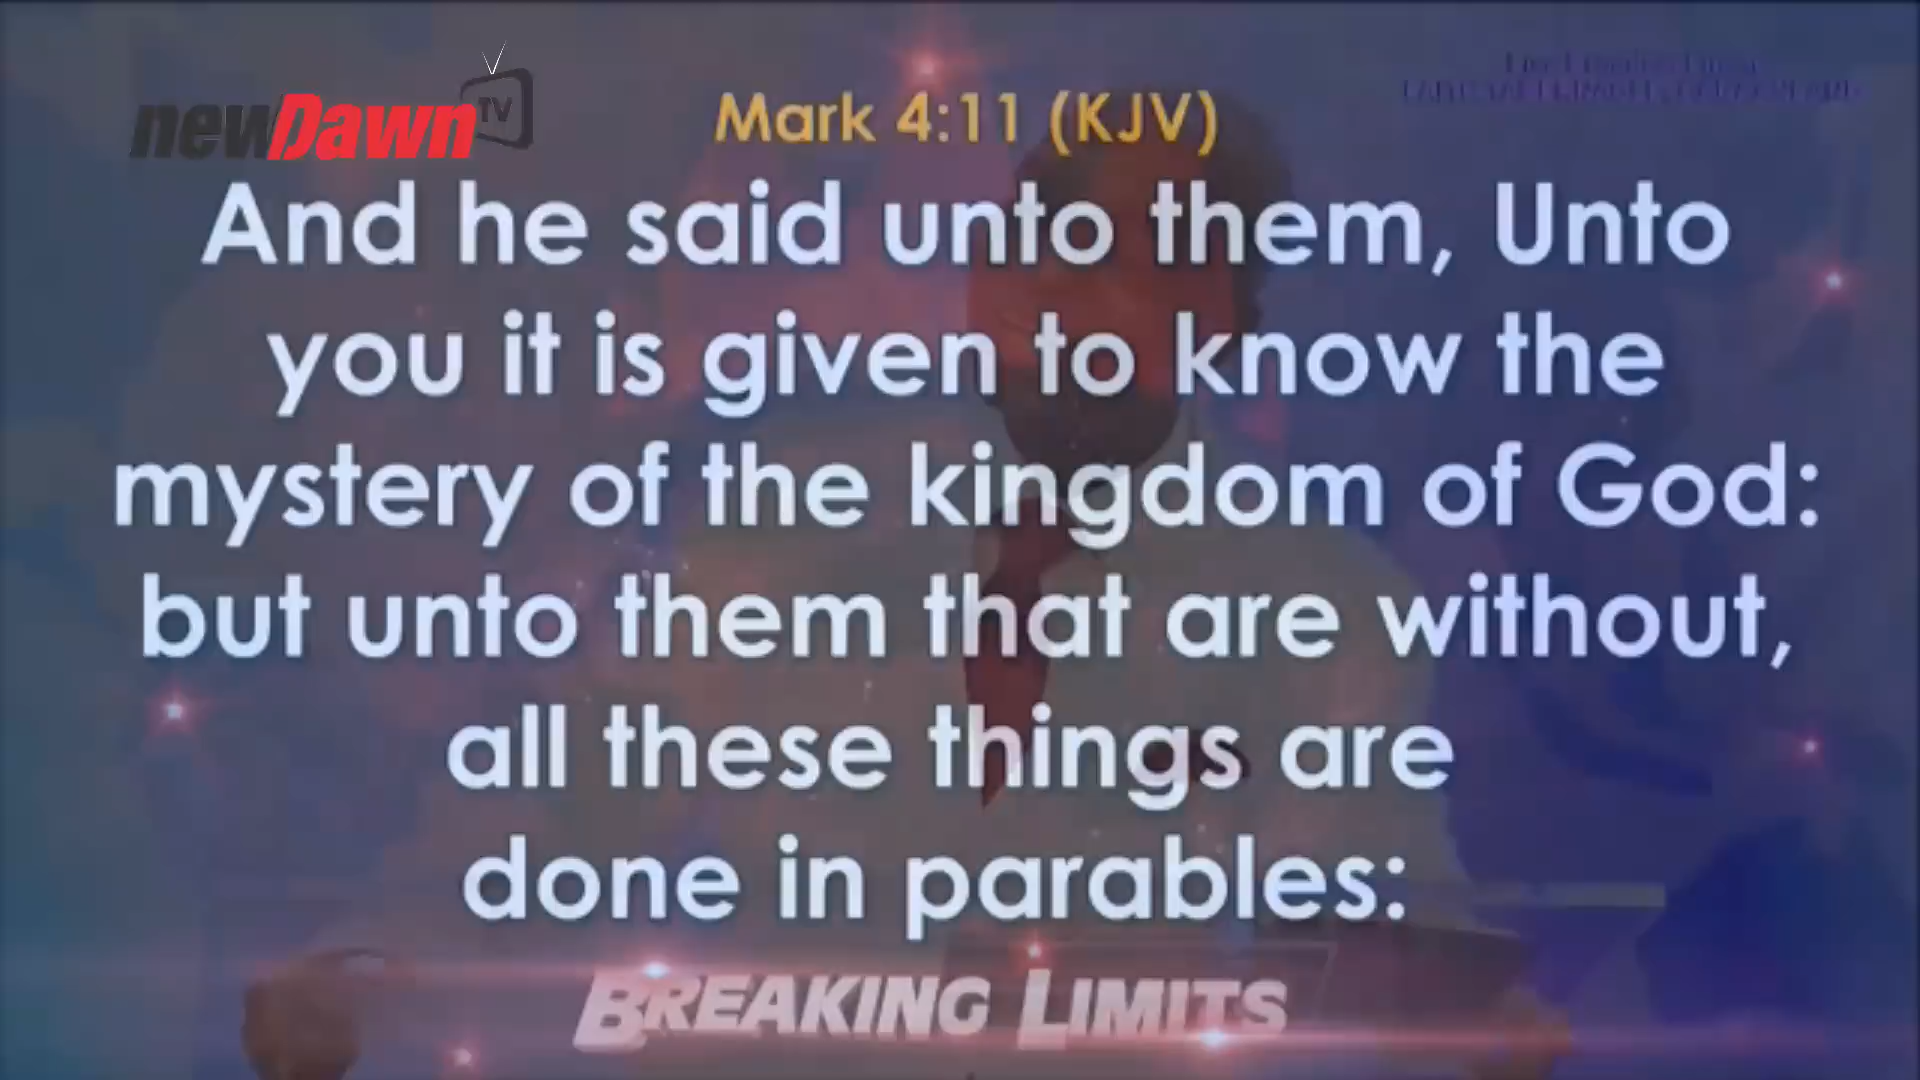 newDawn TV
Mark 4:11 (KJV)
And he said unto them, Unto
you it is given to know the
mystery of the kingdom of God:
but unto them that are without,
all these things are
done in parables:
BREAKING LIMITS